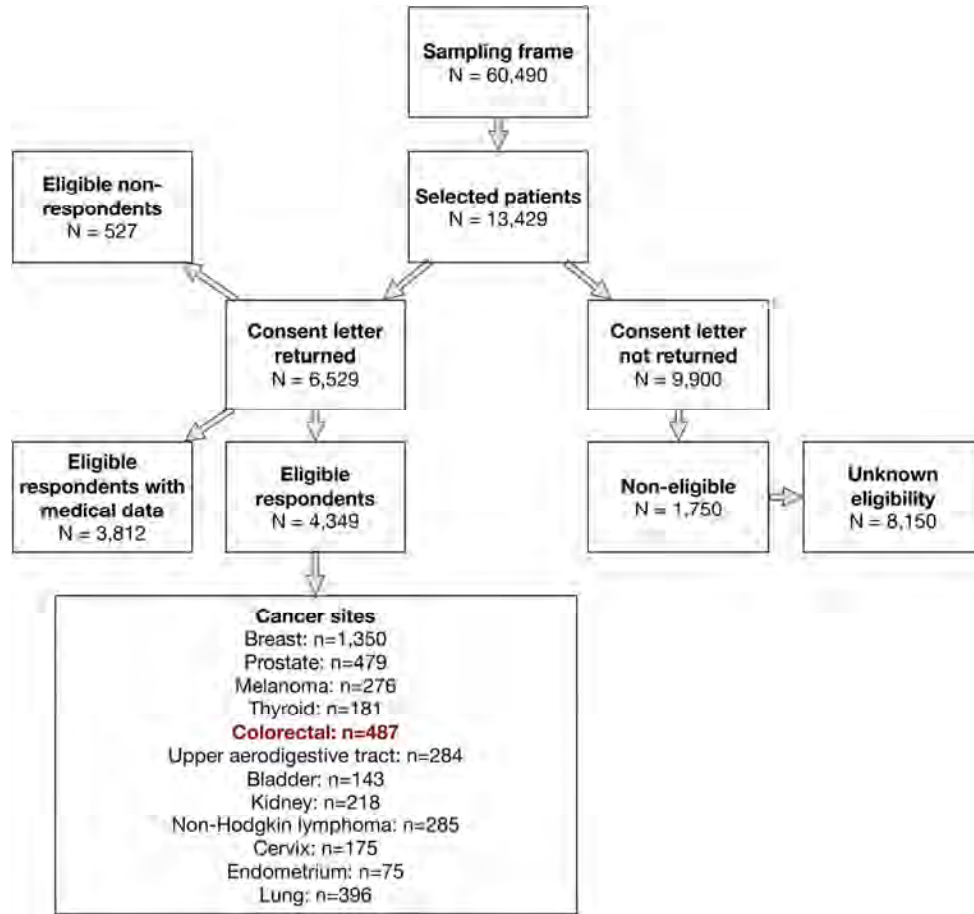 Sampling frame
N = 60,490
Eligible non-
respondents
N = 527
Selected patients
N = 13,429
Consent letter
returned
N = 6,529
Consent letter
not returned
N = 9,900
Eligible
respondents with
medical data
N = 3,812
Eligible
respondents
N = 4,349
Non-eligible
N = 1,750
Unknown
eligibility
N = 8,150
Cancer sites
Breast: n=1,350
Prostate: n=479
Melanoma: n=276
Thyroid: n=181
Colorectal: n=487
Upper aerodigestive tract: n=284
Bladder: n=143
Kidney: n=218
Non-Hodgkin lymphoma: n=285
Cervix: n=175
Endometrium: n=75
Lung: n=396